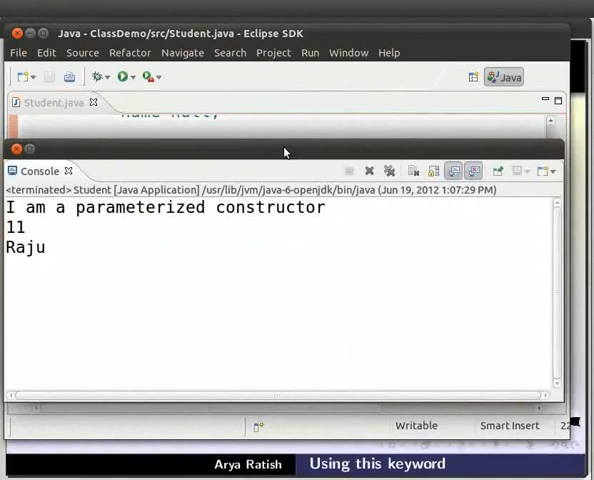 Java - ClassDemo/src/Student.java - Eclipse SDK
File Edit Source Refactor Navigate Search Project Run Window Help
Java
Student.java
Console
<terminated> Student [Java Application] /usr/lib/jvm/java-6-openjdk/bin/java (Jun 19, 2012 1:07:29 PM)
I am a parameterized constructor
11
Raju
Writable Smart Insert 22
Arya Ratish Using this keyword